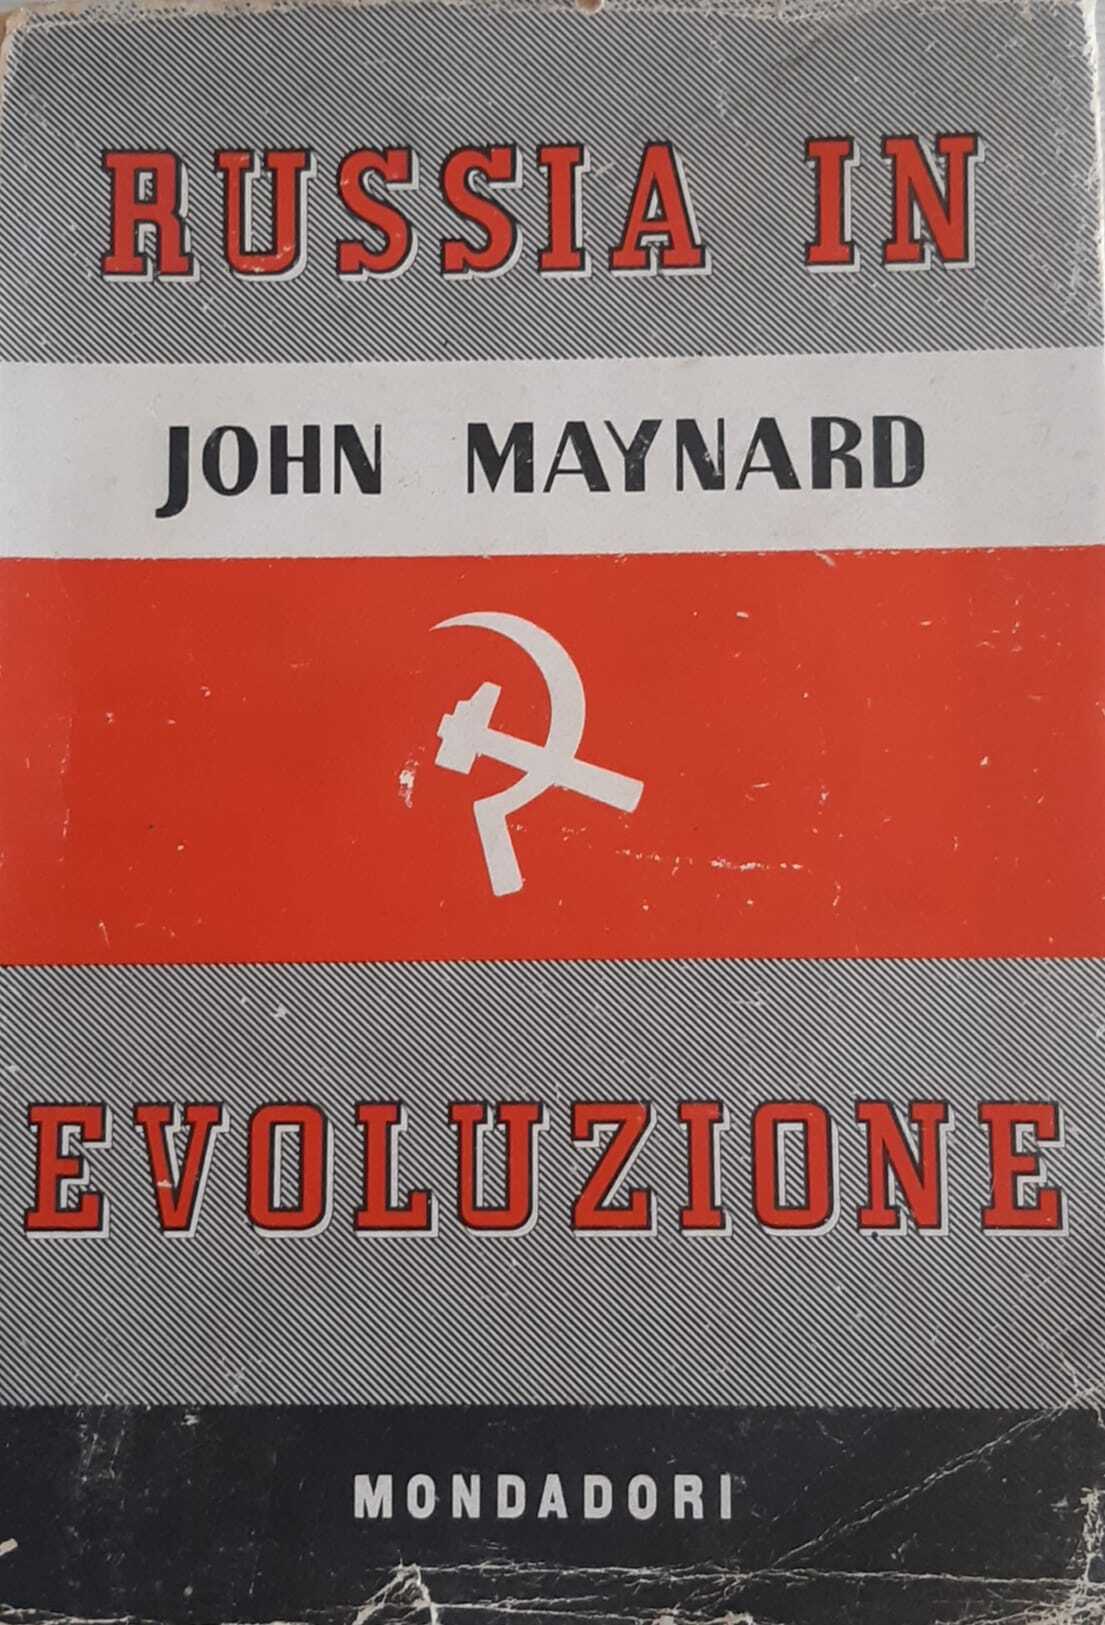 RUSSIA IN
JOHN MAYNARD
EVOLUZIONE
MONDADORI